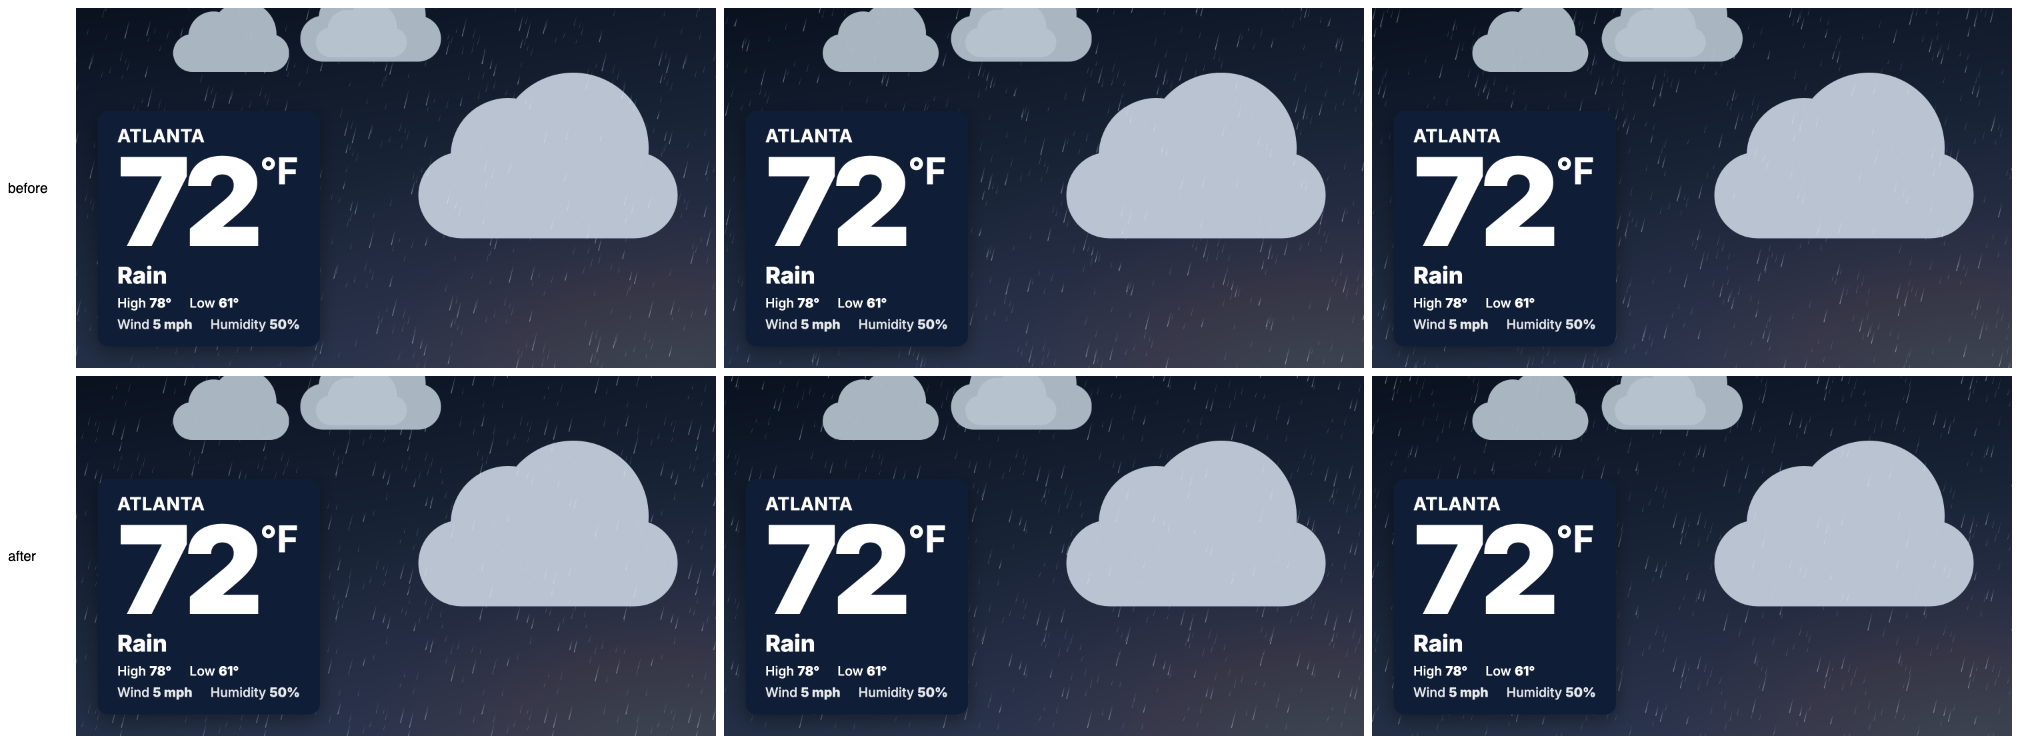 before
ATLANTA
72°F
Rain
High 78° Low 61°
Wind 5 mph Humidity 50%
ATLANTA
72°F
Rain
High 78° Low 61°
Wind 5 mph Humidity 50%
ATLANTA
72°F
Rain
High 78° Low 61°
Wind 5 mph Humidity 50%
after
ATLANTA
72°F
Rain
High 78° Low 61°
Wind 5 mph Humidity 50%
ATLANTA
72°F
Rain
High 78° Low 61°
Wind 5 mph Humidity 50%
ATLANTA
72°F
Rain
High 78° Low 61°
Wind 5 mph Humidity 50%